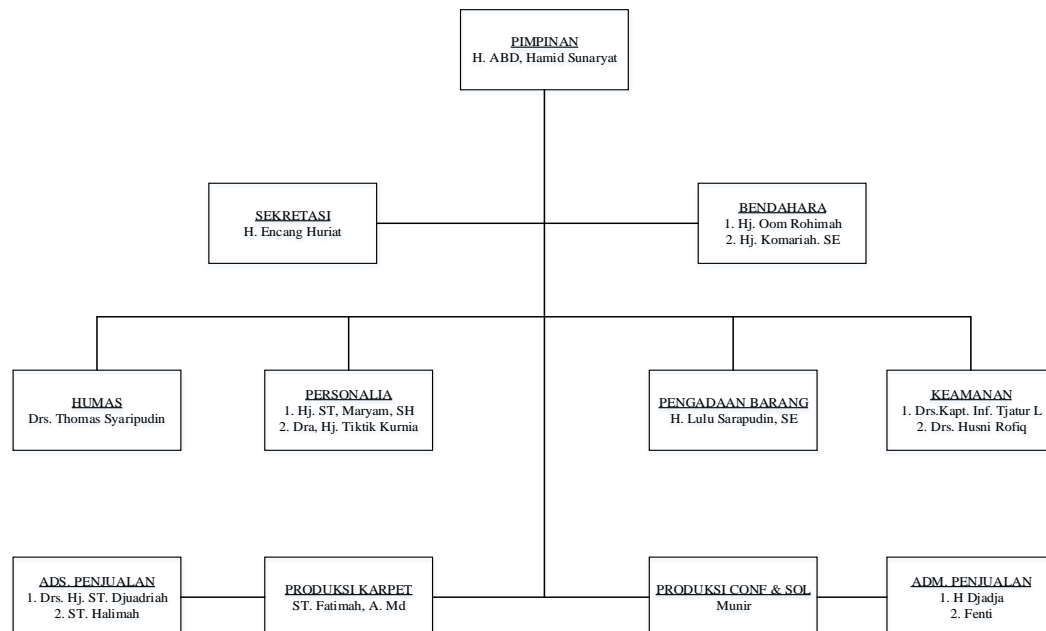 PIMPINAN
H. ABD, Hamid Sunaryat
SEKRETASI
H. Encang Huriat
BENDAHARA
1. Hj. Oom Rohimah
2. Hj. Komariah. SE
HUMAS
Drs. Thomas Syaripudin
PERSONALIA
1. Hj. ST, Maryam, SH
2. Dra, Hj. Tiktik Kurnia
PENGADAAN BARANG
H. Lulu Sarapudin, SE
KEAMANAN
1. Drs.Kapt. Inf. Tjatur L
2. Drs. Husni Rofiq
ADS. PENJUALAN
1. Drs. Hj. ST. Djuadriah
2. ST. Halimah
PRODUKSI KARPET
ST. Fatimah, A. Md
PRODUKSI CONF & SOL
Munir
ADM. PENJUALAN
1. H Djadja
2. Fenti